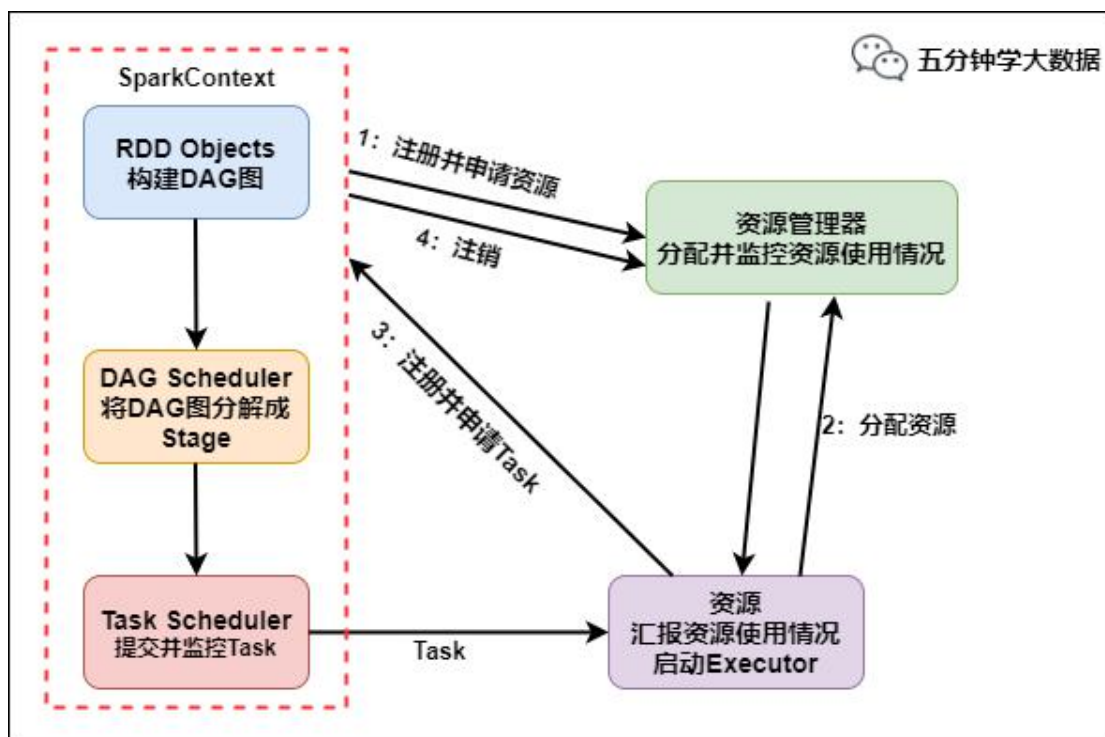 五分钟学大数据
SparkContext
RDD Objects
构建DAG图
1：注册并申请资源
4：注销
资源管理器
分配并监控资源使用情况
3：注册并申请Task
DAG Scheduler
将DAG图分解成
Stage
2：分配资源
Task Scheduler
提交并监控Task
Task
资源
汇报资源使用情况
启动Executor